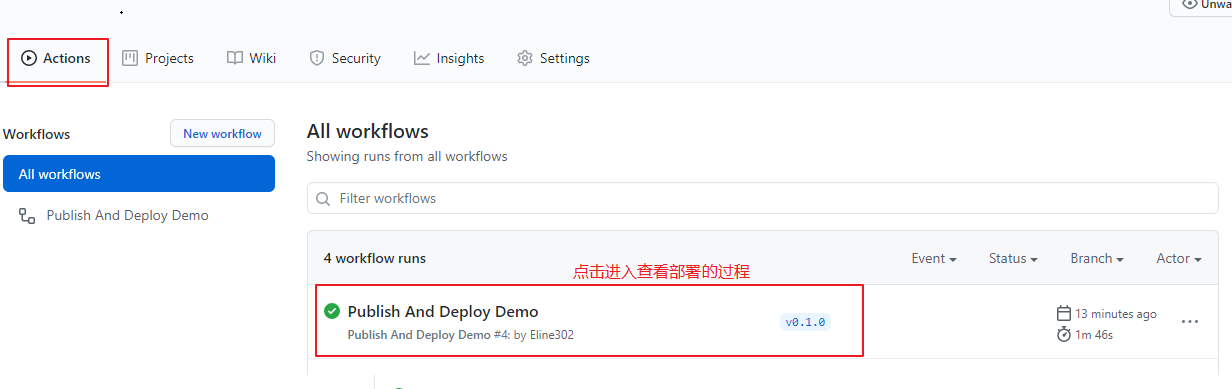 Unwa
Actions
Projects
Wiki
Security
Insights
Settings
Workflows
New workflow
All workflows
Publish And Deploy Demo
All workflows
Showing runs from all workflows
Filter workflows
4 workflow runs
Event
Status
Branch
Actor
点击进入查看部署的过程
Publish And Deploy Demo
Publish And Deploy Demo #4: by Eline302
v0.1.0
13 minutes ago
1m 46s